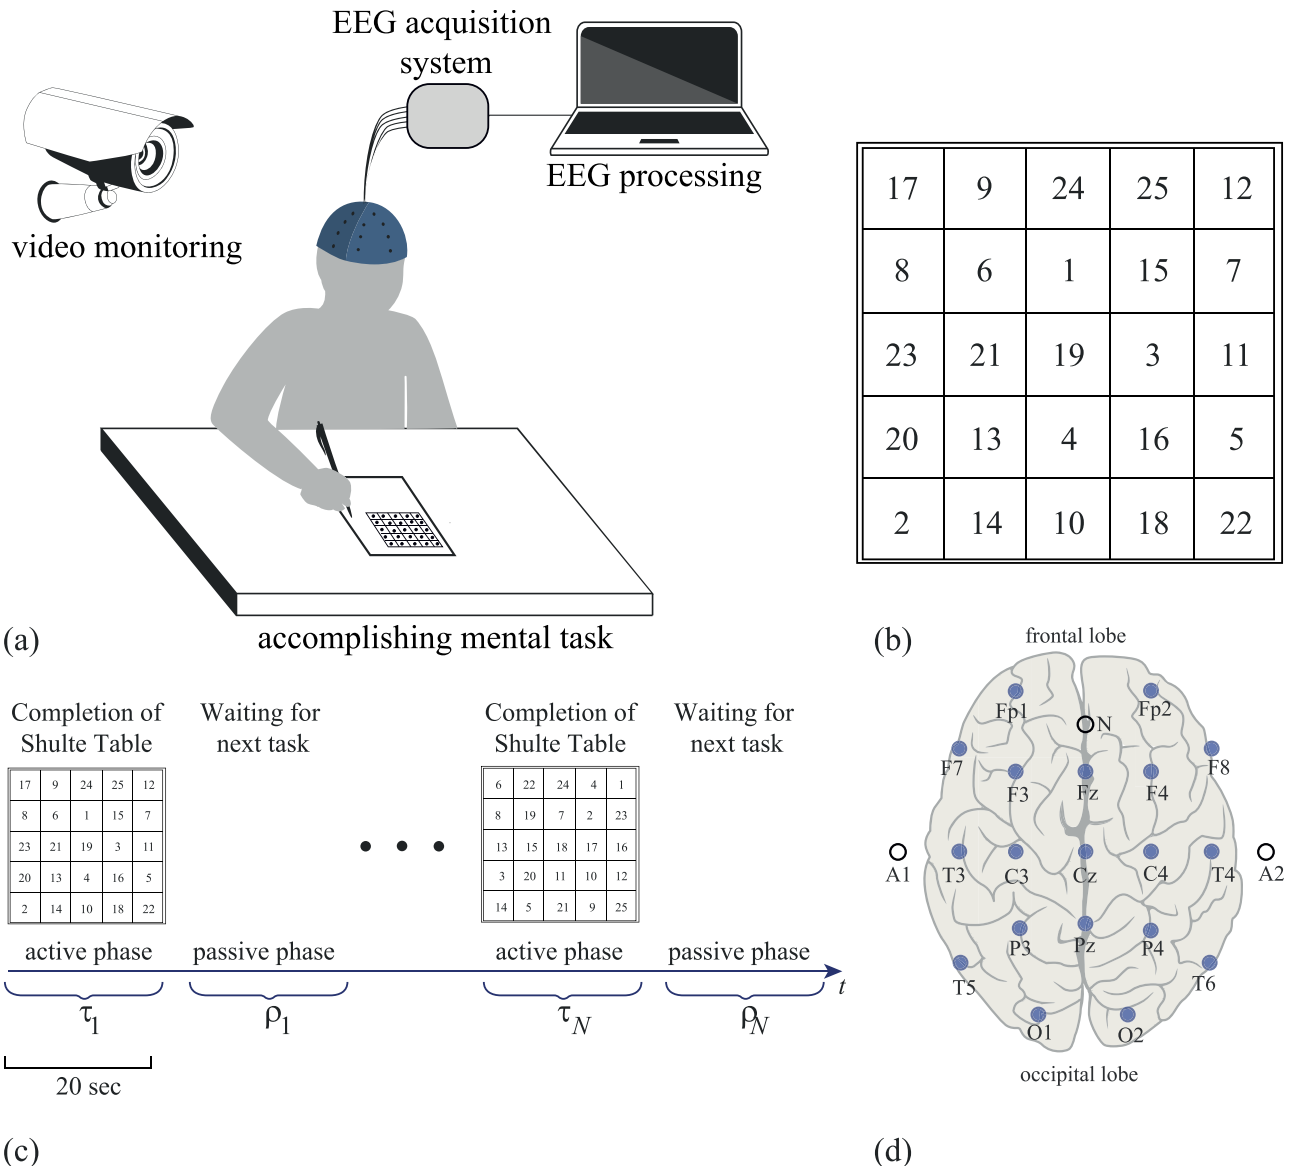 EEG acquisition
system
EEG processing
video monitoring
accomplishing mental task
(a)
17 9 24 25 12
8 6 1 15 7
23 21 19 3 11
20 13 4 16 5
2 14 10 18 22
(b)
Completion of
Shulte Table
Waiting for
next task
Completion of
Shulte Table
Waiting for
next task
17 9 24 25 12
8 6 1 15 7
23 21 19 3 11
20 13 4 16 5
2 14 10 18 22
• • •
6 22 24 4 1
8 19 7 2 23
13 15 18 17 16
3 20 11 10 12
14 5 21 9 25
active phase
passive phase
active phase
passive phase
t
τ1
ρ1
τN
ρN
20 sec
(c)
frontal lobe
Fp1 Fp2
N
F7 F8
F3 Fz F4
A1 T3 C3 Cz C4 T4 A2
P3 Pz P4
T5 T6
O1 O2
occipital lobe
(d)